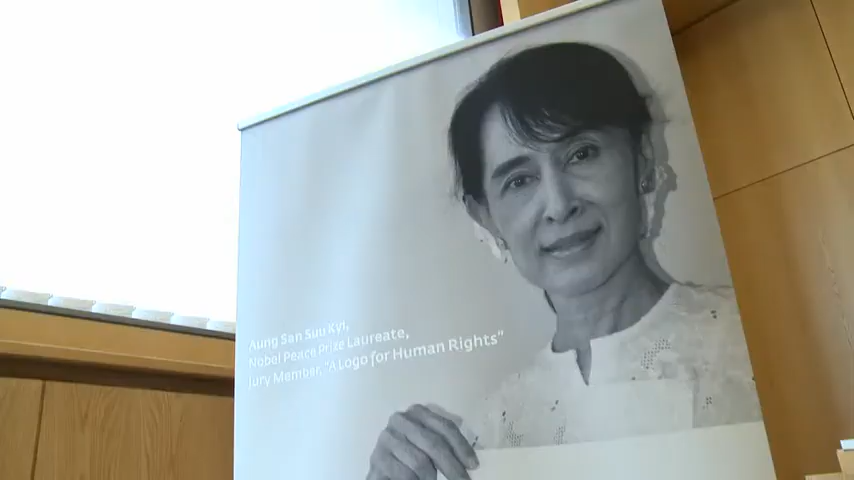 Aung San Suu Kyi,
Nobel Peace Prize Laureate,
Jury Member, "A Logo for Human Rights"